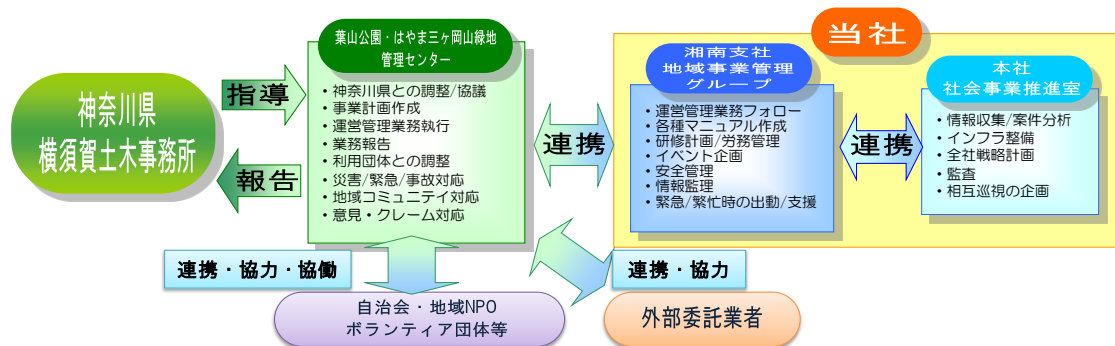 神奈川県
横須賀土木事務所
指導
報告
葉山公園・はやま三ヶ岡山緑地
管理センター
・神奈川県との調整/協議
・事業計画作成
・運営管理業務執行
・業務報告
・利用団体との調整
・災害/緊急/事故対応
・地域コミュニテイ対応
・意見・クレーム対応
連携
当社
湘南支社
地域事業管理
グループ
・運営管理業務フォロー
・各種マニュアル作成
・研修計画/労務管理
・イベント企画
・安全管理
・情報監理
・緊急/繁忙時の出動/支援
連携
本社
社会事業推進室
・情報収集/案件分析
・インフラ整備
・全社戦略計画
・監査
・相互巡視の企画
連携・協力・協働
自治会・地域NPO
ボランティア団体等
連携・協力
外部委託業者